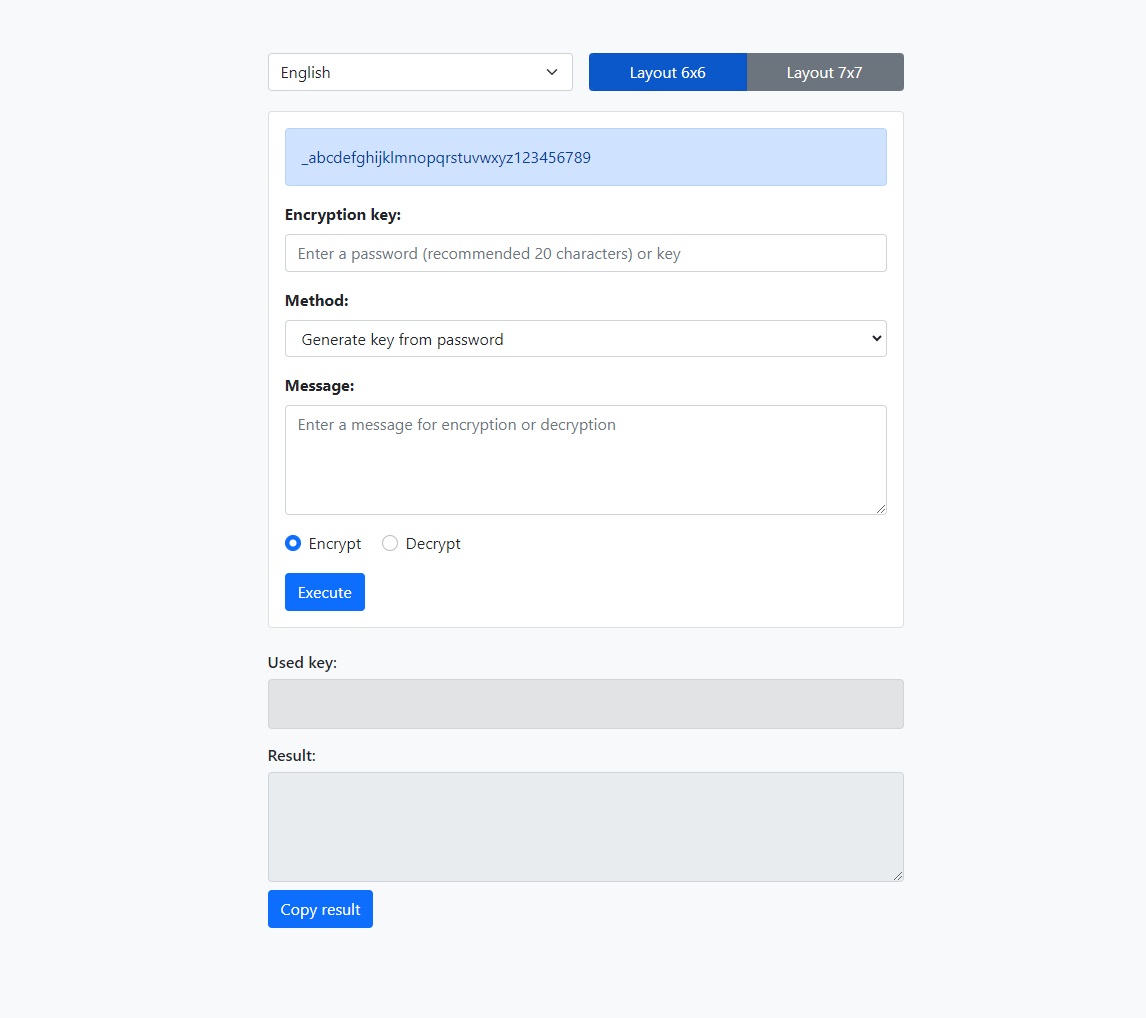 English
Layout 6x6
Layout 7x7
_abcdefghijklmnopqrstuvwxyz123456789
Encryption key:
Enter a password (recommended 20 characters) or key
Method:
Generate key from password
Message:
Enter a message for encryption or decryption
Encrypt
Decrypt
Execute
Used key:
Result:
Copy result